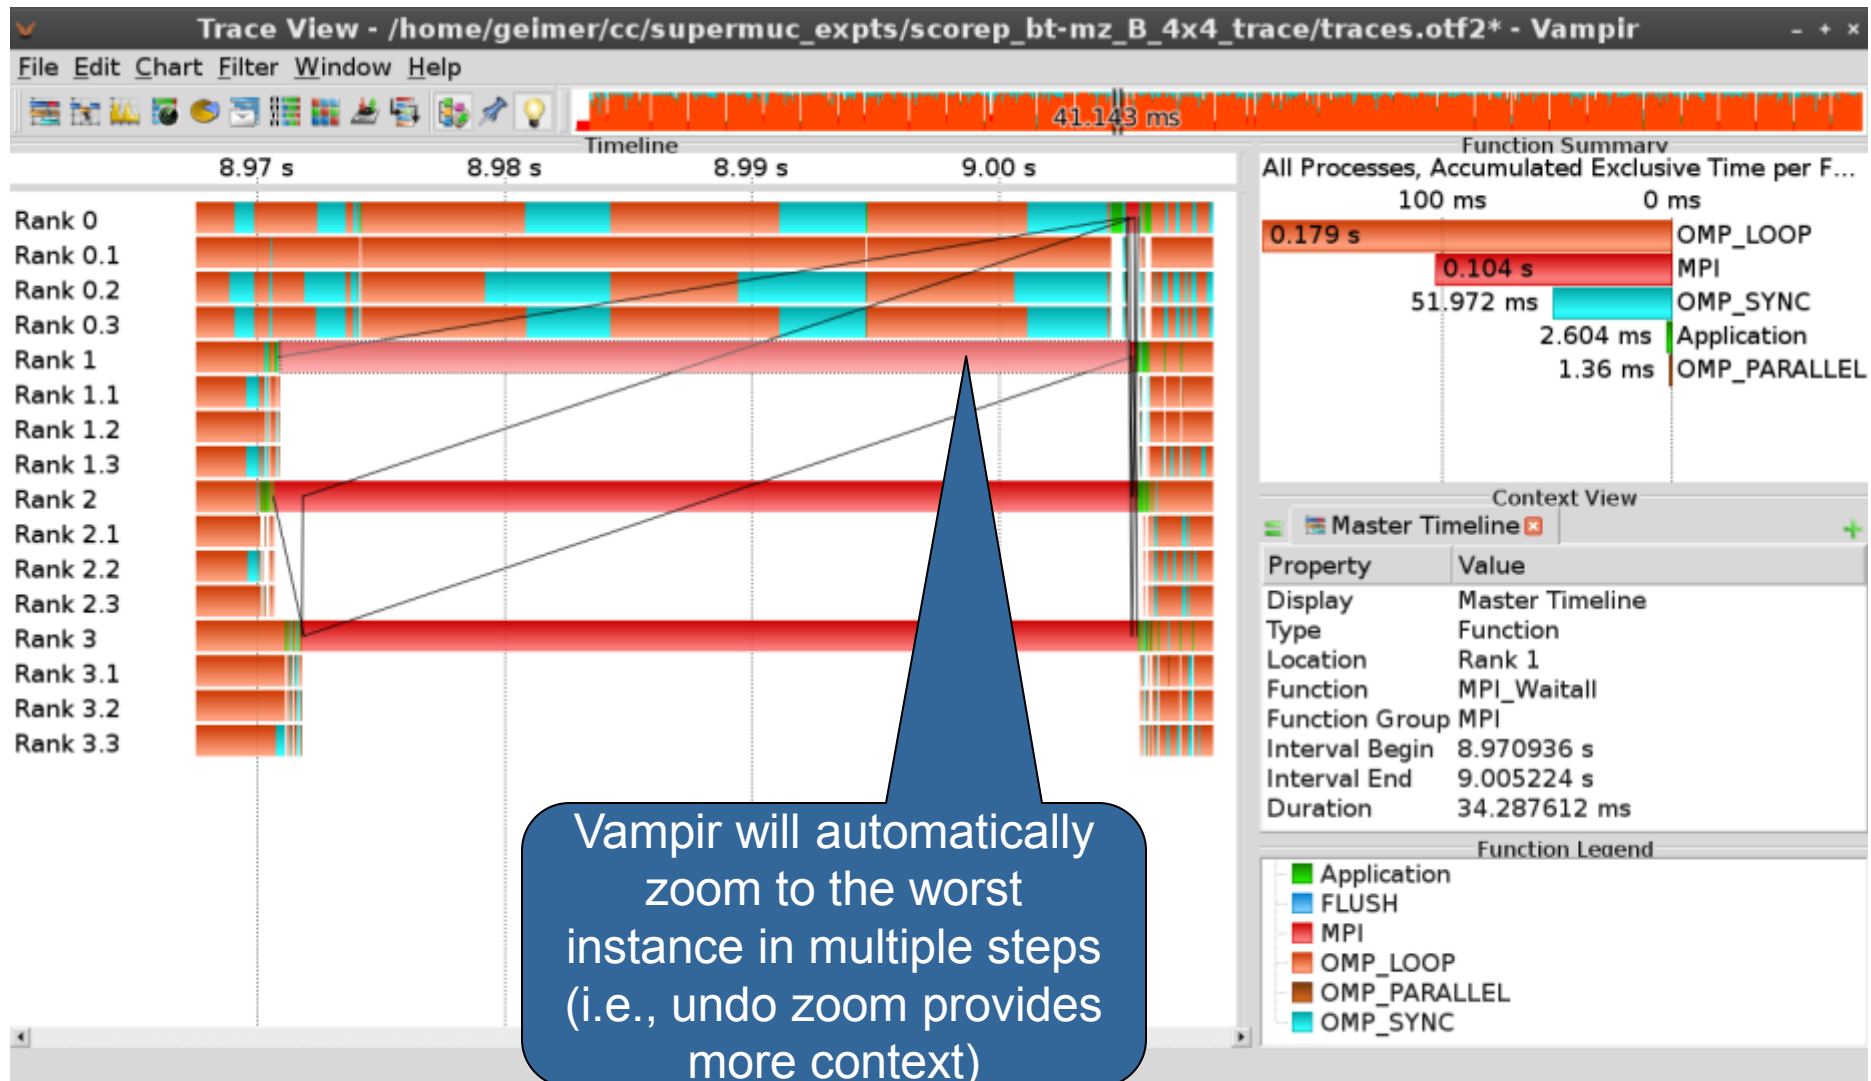 Trace View - /home/geimer/cc/supermuc_expts/scorep_bt-mz_B_4x4_trace/traces.otf2* - Vampir
File Edit Chart Filter Window Help
41.143 ms
Timeline
8.97 s 8.98 s 8.99 s 9.00 s
Rank 0
Rank 0.1
Rank 0.2
Rank 0.3
Rank 1
Rank 1.1
Rank 1.2
Rank 1.3
Rank 2
Rank 2.1
Rank 2.2
Rank 2.3
Rank 3
Rank 3.1
Rank 3.2
Rank 3.3
Vampir will automatically
zoom to the worst
instance in multiple steps
(i.e., undo zoom provides
more context)
Function Summary
All Processes, Accumulated Exclusive Time per F...
100 ms 0 ms
0.179 s OMP_LOOP
0.104 s MPI
51.972 ms OMP_SYNC
2.604 ms Application
1.36 ms OMP_PARALLEL
Context View
Master Timeline
Property Value
Display Master Timeline
Type Function
Location Rank 1
Function MPI_Waitall
Function Group MPI
Interval Begin 8.970936 s
Interval End 9.005224 s
Duration 34.287612 ms
Function Legend
Application
FLUSH
MPI
OMP_LOOP
OMP_PARALLEL
OMP_SYNC